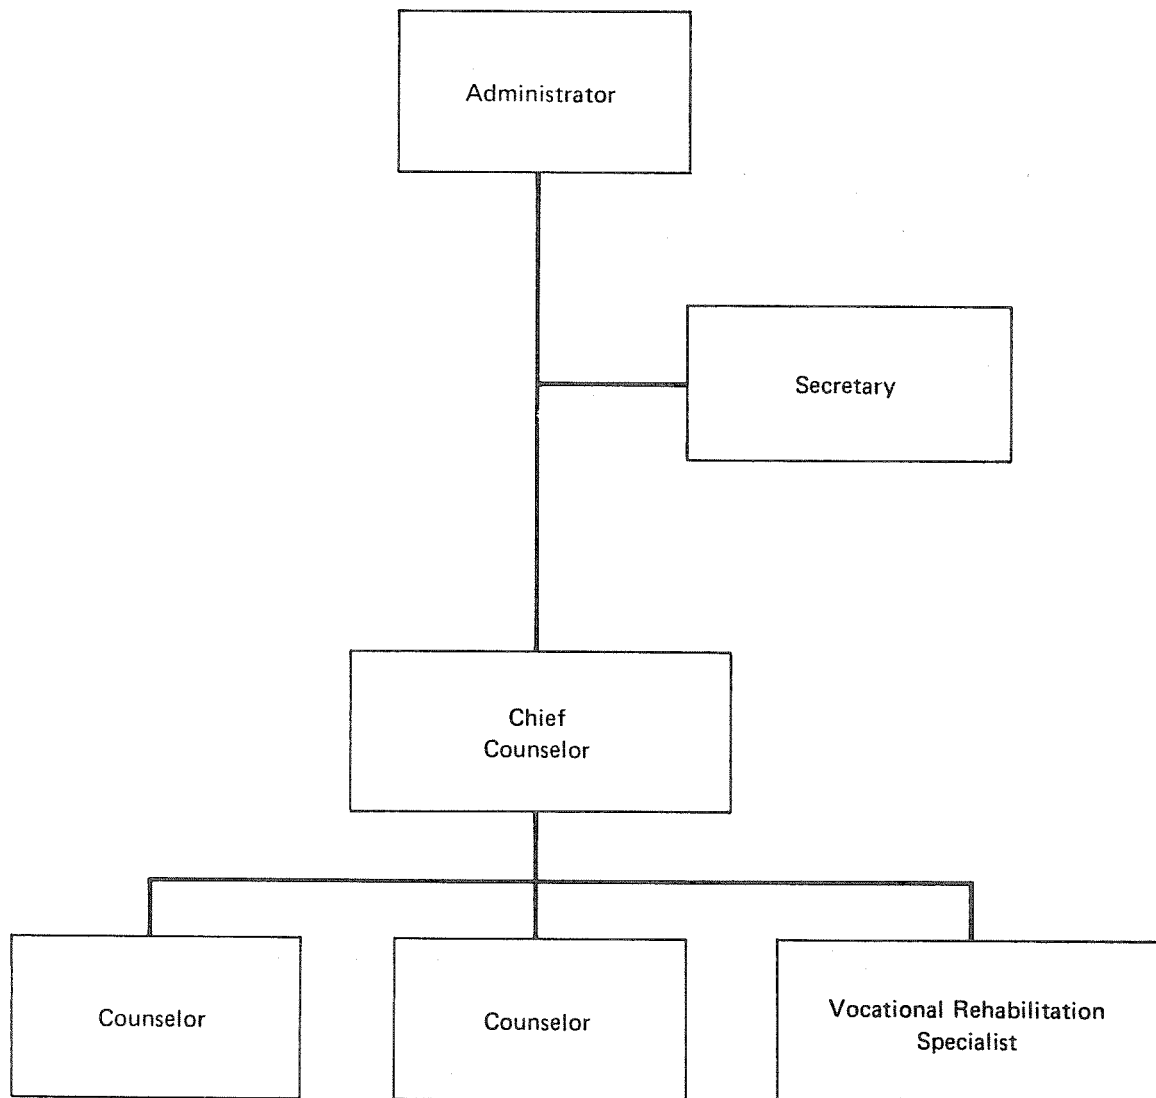 Administrator
Secretary
Chief
Counselor
Counselor
Counselor
Vocational Rehabilitation
Specialist